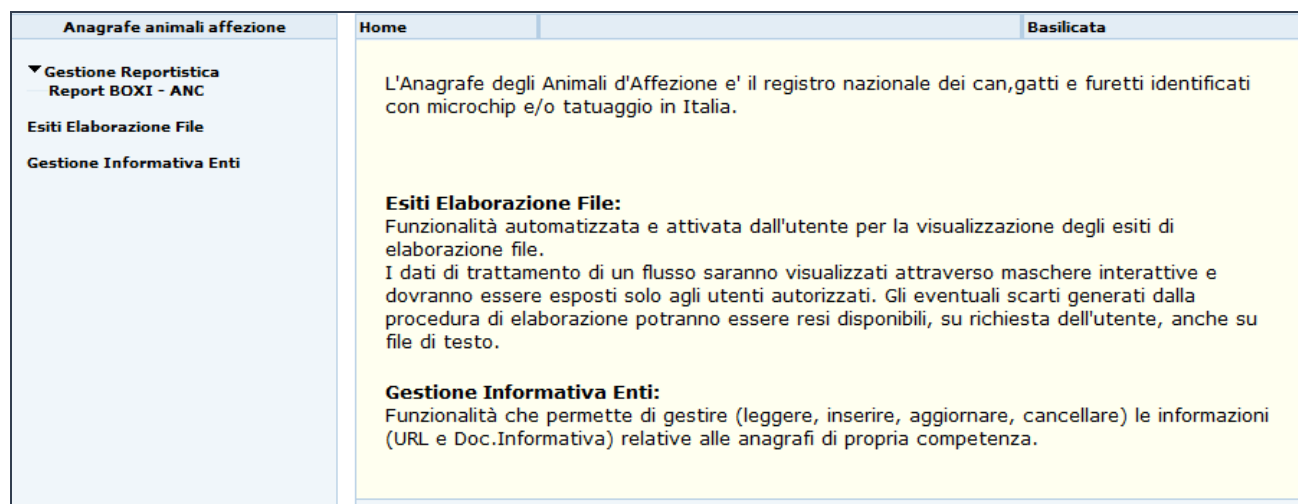 Anagrafe animali affezione
Home
Basilicata
Gestione Reportistica
Report BOXI - ANC
Esiti Elaborazione File
Gestione Informativa Enti
L'Anagrafe degli Animali d'Affezione e' il registro nazionale dei can,gatti e furetti identificati
con microchip e/o tatuaggio in Italia.
Esiti Elaborazione File:
Funzionalità automatizzata e attivata dall'utente per la visualizzazione degli esiti di
elaborazione file.
I dati di trattamento di un flusso saranno visualizzati attraverso maschere interattive e
dovranno essere esposti solo agli utenti autorizzati. Gli eventuali scarti generati dalla
procedura di elaborazione potranno essere resi disponibili, su richiesta dell'utente, anche su
file di testo.
Gestione Informativa Enti:
Funzionalità che permette di gestire (leggere, inserire, aggiornare, cancellare) le informazioni
(URL e Doc.Informativa) relative alle anagrafi di propria competenza.